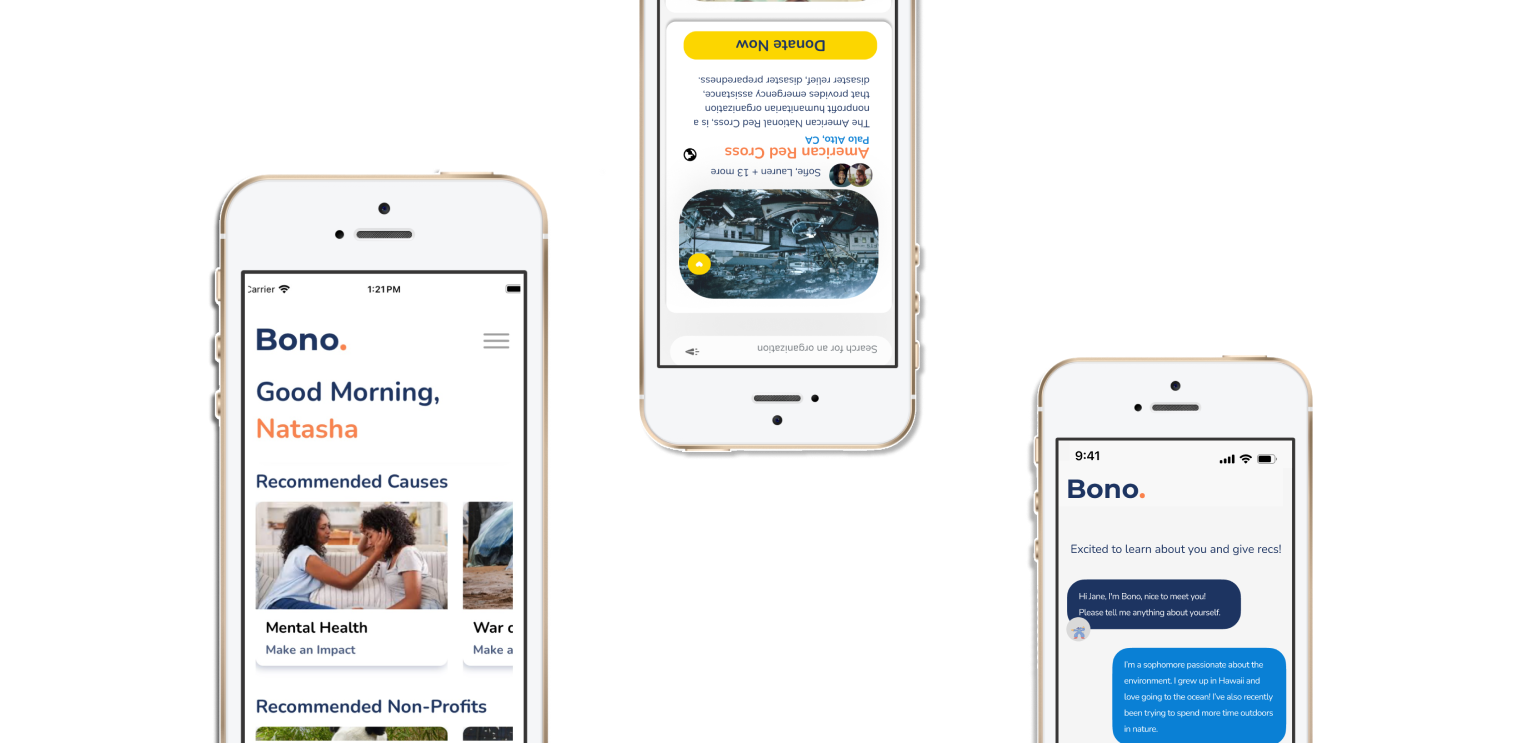 Carrier
1:21 PM
Bono.
Good Morning,
Natasha
Recommended Causes
Mental Health
Make an Impact
War
Make a
Recommended Non-Profits
Search for an organization
Sofie, Lauren + 13 more
American Red Cross
Palo Alto, CA
The American National Red Cross, is a
nonprofit humanitarian organization
that provides emergency assistance,
disaster relief, disaster preparedness.
Donate Now
9:41
Bono.
Excited to learn about you and give recs!
Hi Jane, I'm Bono, nice to meet you!
Please tell me anything about yourself.
I'm a sophomore passionate about the
environment. I grew up in Hawaii and
love going to the ocean! I've also recently
been trying to spend more time outdoors
in nature.